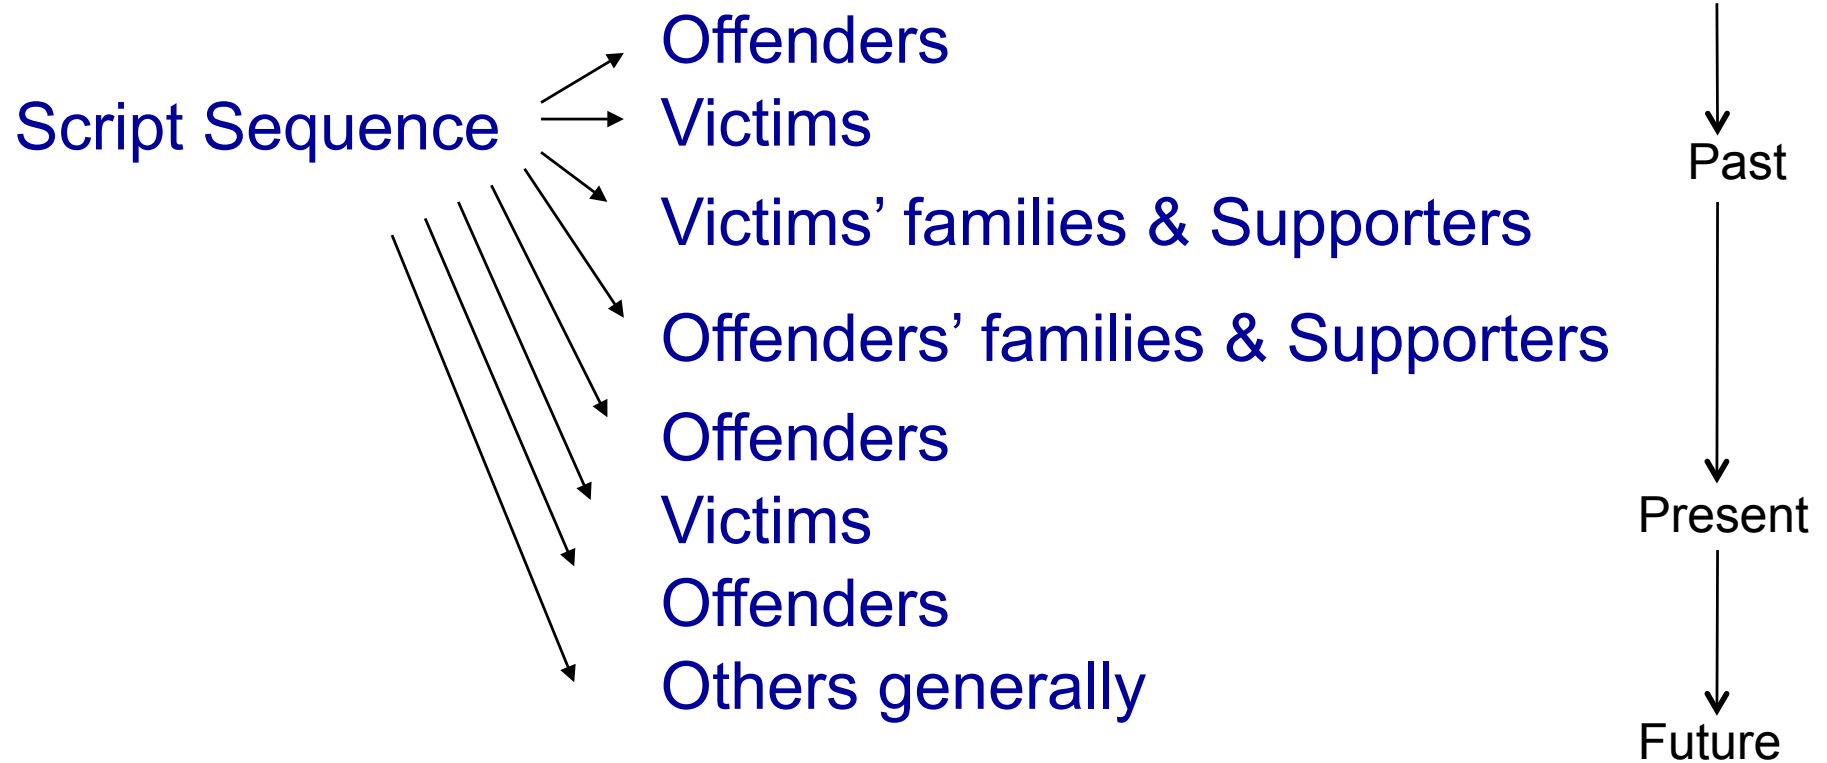 Script Sequence
Offenders
Victims
Victims’ families & Supporters
Offenders’ families & Supporters
Offenders
Victims
Offenders
Others generally
Past
Present
Future